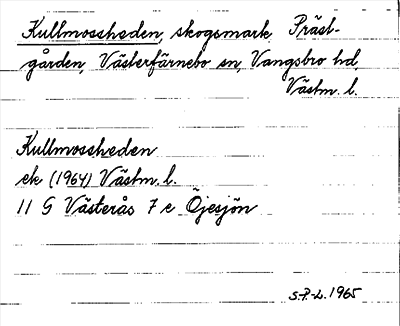 Kullmossheden, skogsmark, Präst-
gården, Västerfärnebo sn, Vangsbro hd,
Västm. l.
Kullmossheden
ek (1964) Västm. l.
11 G Västerås 7 c Öjesjön
S.P.-L. 1965